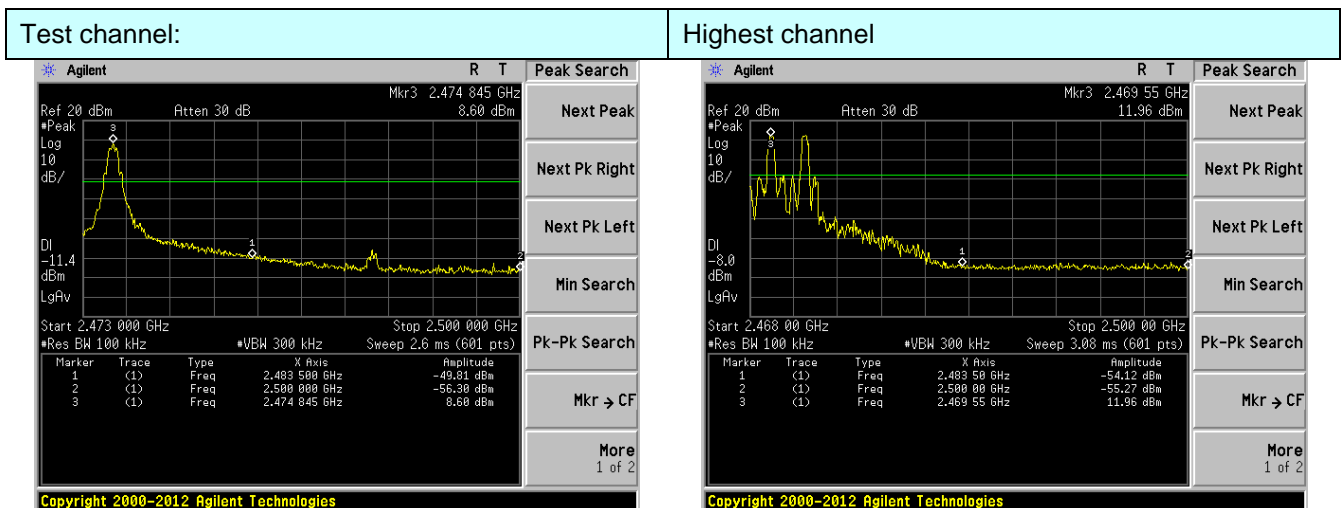 Test channel: Highest channel
Agilent R T Peak Search
Mkr3 2.474 845 GHz
Ref 20 dBm Atten 30 dB 8.60 dBm
#Peak
Log
10
dB/
3
1
2
DI
-11.4
dBm
LgAv
Start 2.473 000 GHz Stop 2.500 000 GHz
#Res BW 100 kHz #VBW 300 kHz Sweep 2.6 ms (601 pts)
Marker Trace Type X Axis Amplitude
1 (1) Freq 2.483 500 GHz -49.81 dBm
2 (1) Freq 2.500 000 GHz -56.30 dBm
3 (1) Freq 2.474 845 GHz 8.60 dBm
Copyright 2000-2012 Agilent Technologies
Next Peak
Next Pk Right
Next Pk Left
Min Search
Pk-Pk Search
Mkr → CF
More
1 of 2
Agilent R T Peak Search
Mkr3 2.469 55 GHz
Ref 20 dBm Atten 30 dB 11.96 dBm
#Peak
Log
10
dB/
3
1
2
DI
-8.0
dBm
LgAv
Start 2.468 00 GHz Stop 2.500 00 GHz
#Res BW 100 kHz #VBW 300 kHz Sweep 3.08 ms (601 pts)
Marker Trace Type X Axis Amplitude
1 (1) Freq 2.483 50 GHz -54.12 dBm
2 (1) Freq 2.500 00 GHz -55.27 dBm
3 (1) Freq 2.469 55 GHz 11.96 dBm
Copyright 2000-2012 Agilent Technologies
Next Peak
Next Pk Right
Next Pk Left
Min Search
Pk-Pk Search
Mkr → CF
More
1 of 2